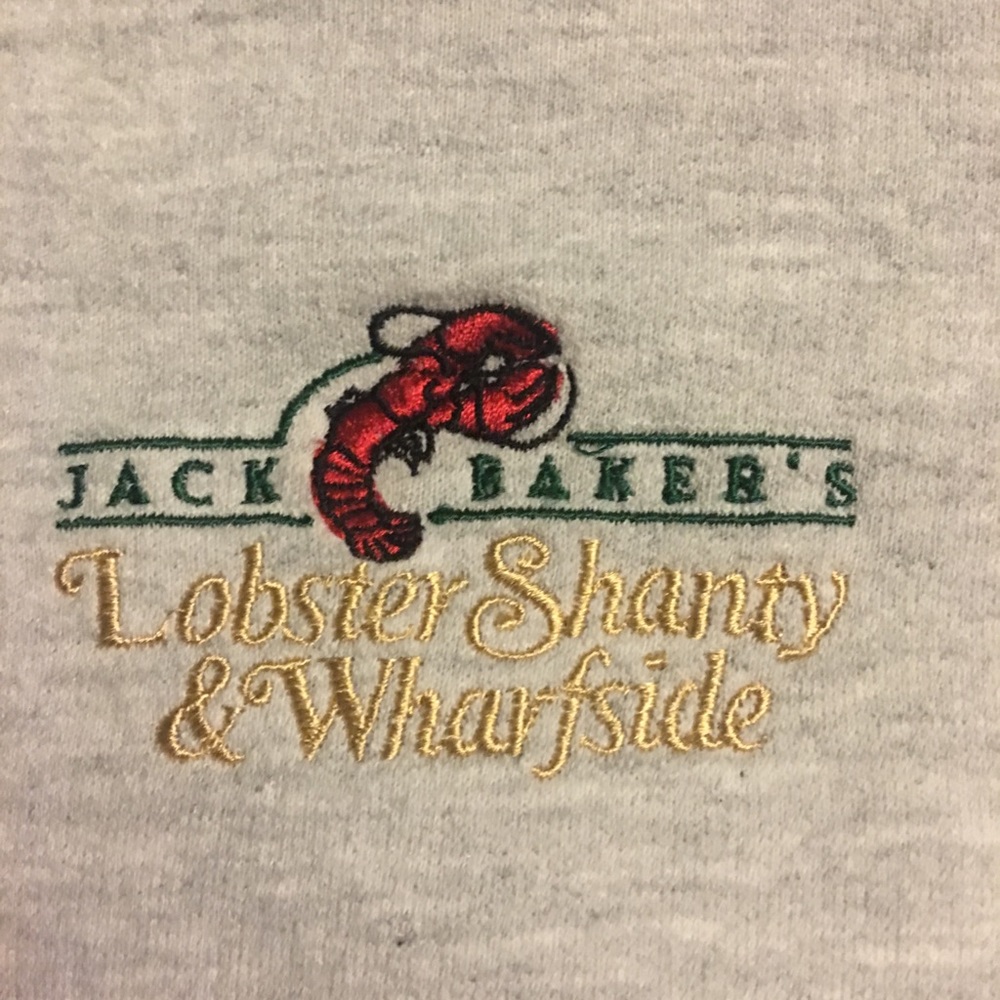 JACK BAKER'S
Lobster Shanty
& Wharfside